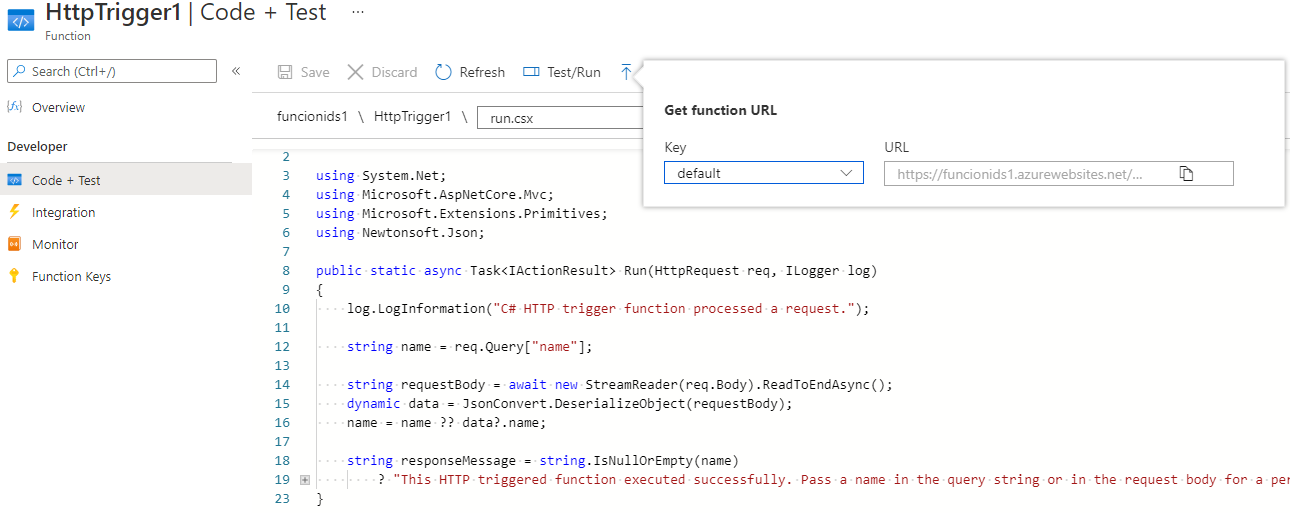 HttpTrigger1 | Code + Test ...
Function
Search (Ctrl+/)
«
Save
Discard
Refresh
Test/Run
Get function URL
Key
URL
default
https://funcionids1.azurewebsites.net/...
Overview
Developer
Code + Test
Integration
Monitor
Function Keys
funcionids1 \ HttpTrigger1 \ run.csx
2
3 using System.Net;
4 using Microsoft.AspNetCore.Mvc;
5 using Microsoft.Extensions.Primitives;
6 using Newtonsoft.Json;
7
8 public static async Task<IActionResult> Run(HttpRequest req, ILogger log)
9 {
10 log.LogInformation("C# HTTP trigger function processed a request.");
11
12 string name = req.Query["name"];
13
14 string requestBody = await new StreamReader(req.Body).ReadToEndAsync();
15 dynamic data = JsonConvert.DeserializeObject(requestBody);
16 name = name ?? data?.name;
17
18 string responseMessage = string.IsNullOrEmpty(name)
19 ? "This HTTP triggered function executed successfully. Pass a name in the query string or in the request body for a per
23 }